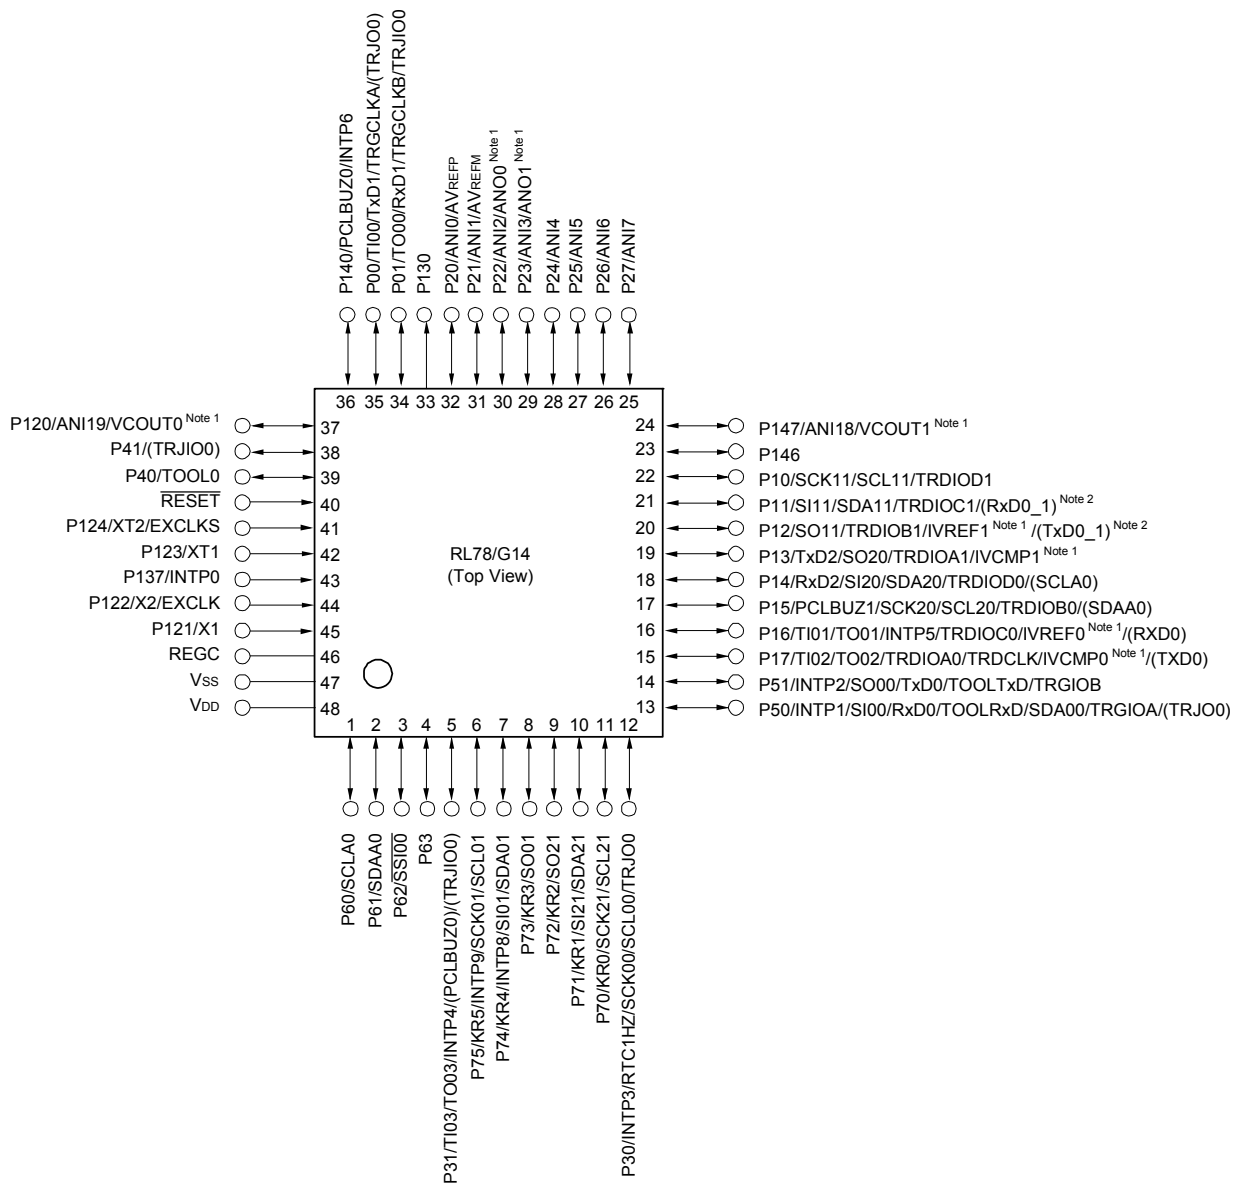 P140/PCLBUZ0/INTP6
P00/TI00/TxD1/TRGCLKA/(TRJO0)
P01/TO00/RxD1/TRGCLKB/TRJIO0
P130
P20/ANI0/AVREFP
P21/ANI1/AVREFM
P22/ANI2/ANO0 Note 1
P23/ANI3/ANO1 Note 1
P24/ANI4
P25/ANI5
P26/ANI6
P27/ANI7
36 35 34 33 32 31 30 29 28 27 26 25
P120/ANI19/VCOUT0 Note 1 37
P41/(TRJIO0) 38
P40/TOOL0 39
RESET 40
P124/XT2/EXCLKS 41
P123/XT1 42
P137/INTP0 43
P122/X2/EXCLK 44
P121/X1 45
REGC 46
VSS 47
VDD 48
RL78/G14
(Top View)
24 P147/ANI18/VCOUT1 Note 1
23 P146
22 P10/SCK11/SCL11/TRDIOD1
21 P11/SI11/SDA11/TRDIOC1/(RxD0_1) Note 2
20 P12/SO11/TRDIOB1/IVREF1 Note 1 /(TxD0_1) Note 2
19 P13/TxD2/SO20/TRDIOA1/IVCMP1 Note 1
18 P14/RxD2/SI20/SDA20/TRDIOD0/(SCLA0)
17 P15/PCLBUZ1/SCK20/SCL20/TRDIOB0/(SDAA0)
16 P16/TI01/TO01/INTP5/TRDIOC0/IVREF0 Note 1/(RXD0)
15 P17/TI02/TO02/TRDIOA0/TRDCLK/IVCMP0 Note 1/(TXD0)
14 P51/INTP2/SO00/TxD0/TOOLTxD/TRGIOB
13 P50/INTP1/SI00/RxD0/TOOLRxD/SDA00/TRGIOA/(TRJO0)
1 2 3 4 5 6 7 8 9 10 11 12
P60/SCLA0
P61/SDAA0
P62/SSI00
P63
P31/TI03/TO03/INTP4/(PCLBUZ0)/(TRJIO0)
P75/KR5/INTP9/SCK01/SCL01
P74/KR4/INTP8/SI01/SDA01
P73/KR3/SO01
P72/KR2/SO21
P71/KR1/SI21/SDA21
P70/KR0/SCK21/SCL21
P30/INTP3/RTC1HZ/SCK00/SCL00/TRJO0